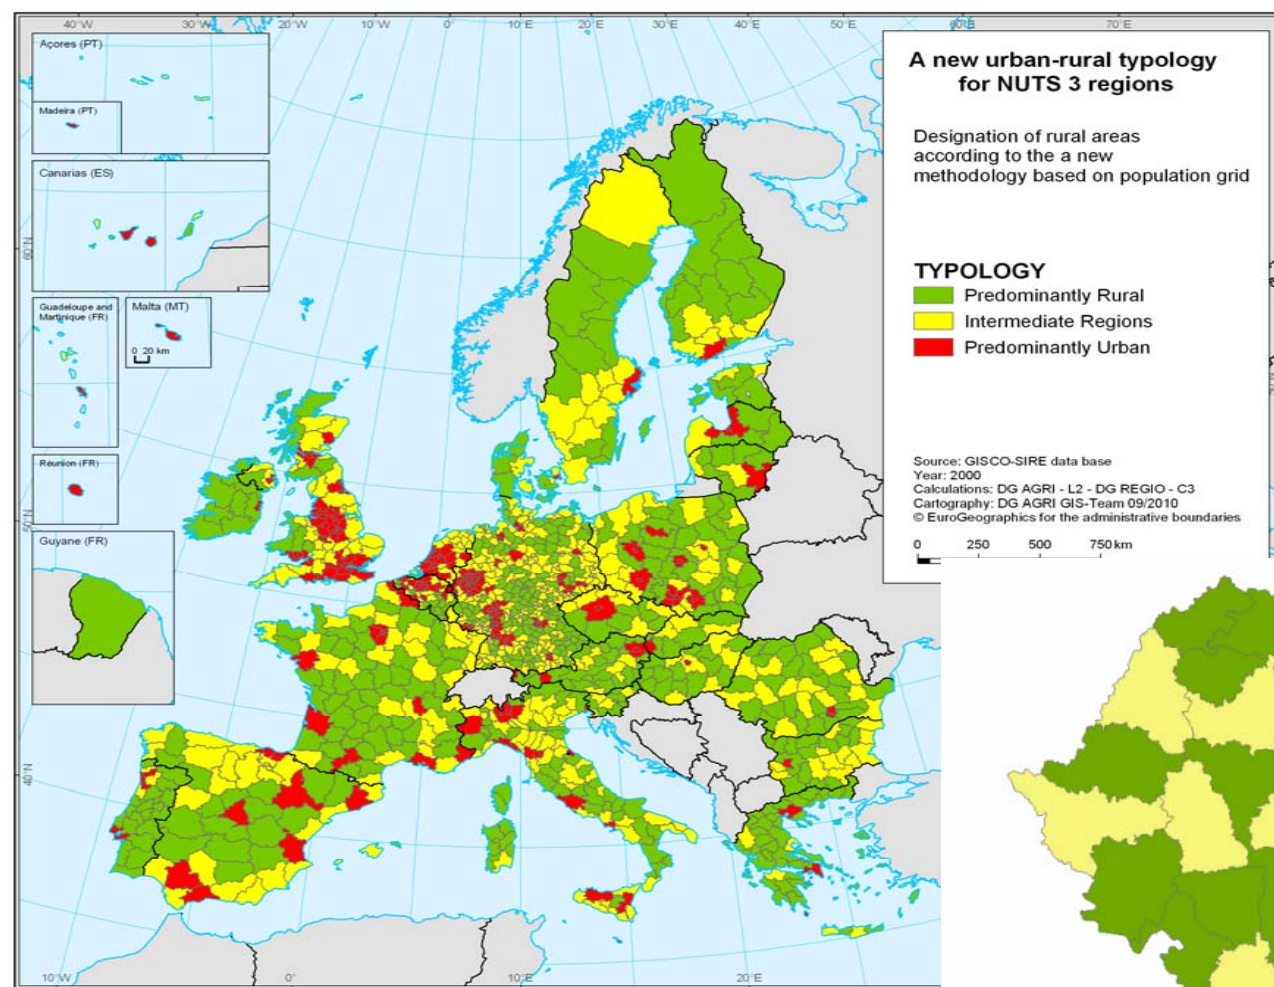 40°W
30°W
20°W
10°W
0°
10°E
20°E
30°E
40°E
50°E
60°E
70°E
Açores (PT)
Madeira (PT)
Canarias (ES)
Guadeloupe and
Martinique (FR)
Malta (MT)
0 20 km
Réunion (FR)
Guyane (FR)
60°N
50°N
40°N
A new urban-rural typology
for NUTS 3 regions
Designation of rural areas
according to the a new
methodology based on population grid
TYPOLOGY
Predominantly Rural
Intermediate Regions
Predominantly Urban
Source: GISCO-SIRE data base
Year: 2000
Calculations: DG AGRI - L2 - DG REGIO - C3
Cartography: DG AGRI GIS-Team 09/2010
© EuroGeographics for the administrative boundaries
0 250 500 750 km
10°W
0°
10°E
20°E